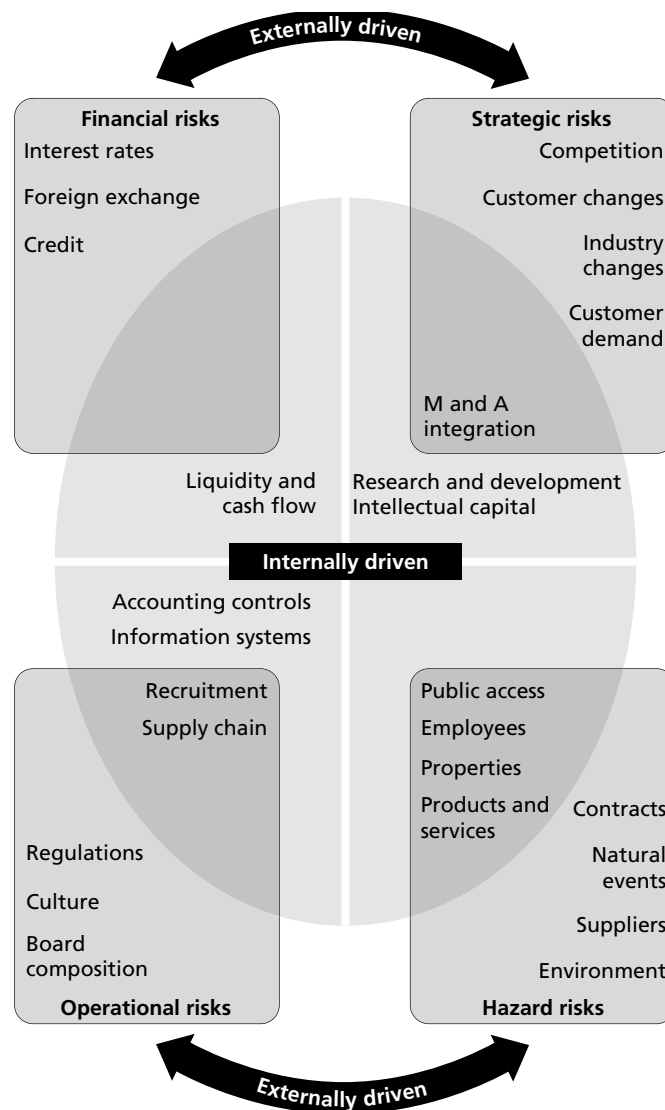 Externally driven
Financial risks
Interest rates
Foreign exchange
Credit
Strategic risks
Competition
Customer changes
Industry
changes
Customer
demand
M and A
integration
Liquidity and
cash flow
Research and development
Intellectual capital
Internally driven
Accounting controls
Information systems
Recruitment
Supply chain
Regulations
Culture
Board
composition
Operational risks
Public access
Employees
Properties
Products and
services
Contracts
Natural
events
Suppliers
Environment
Hazard risks
Externally driven